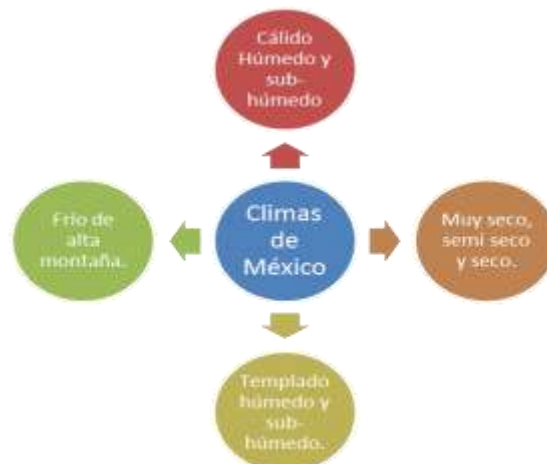 Cálido
Húmedo y
sub-
húmedo
Frío de
alta
montaña.
Climas
de
México
Muy seco,
semi seco
y seco.
Templado
húmedo y
sub-
húmedo.